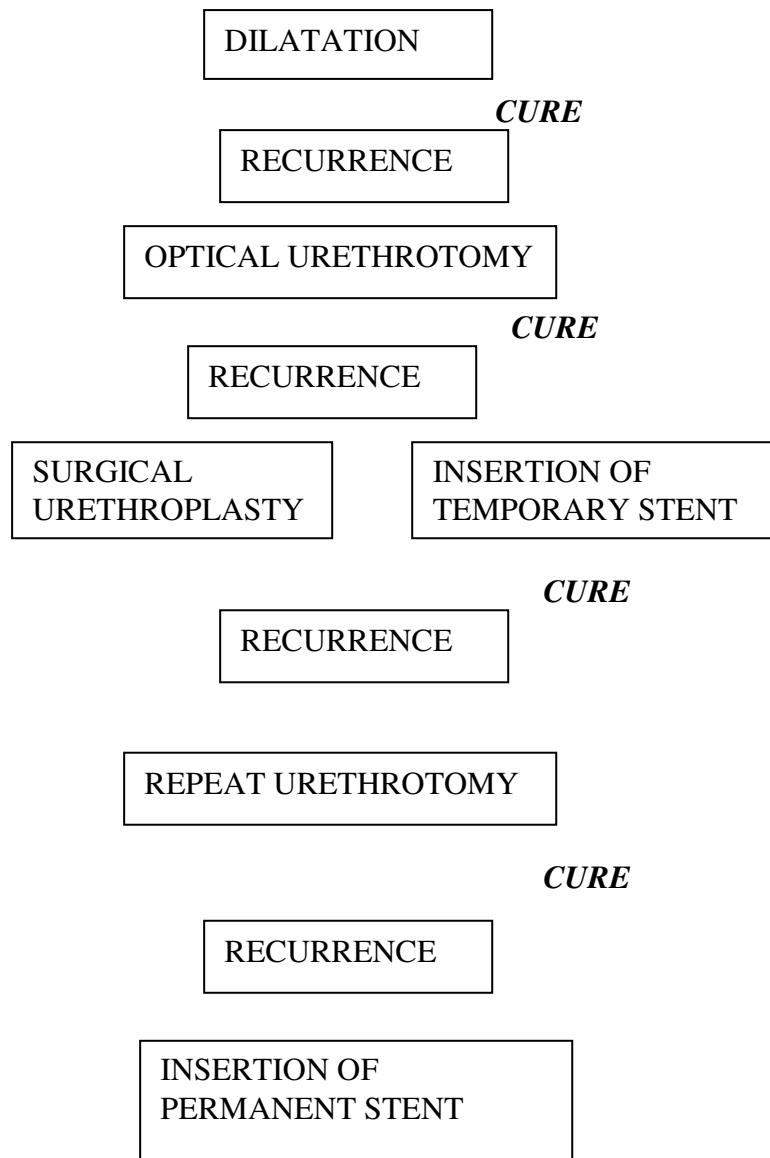 DILATATION
CURE
RECURRENCE
OPTICAL URETHROTOMY
CURE
RECURRENCE
SURGICAL
URETHROPLASTY
INSERTION OF
TEMPORARY STENT
CURE
RECURRENCE
REPEAT URETHROTOMY
CURE
RECURRENCE
INSERTION OF
PERMANENT STENT